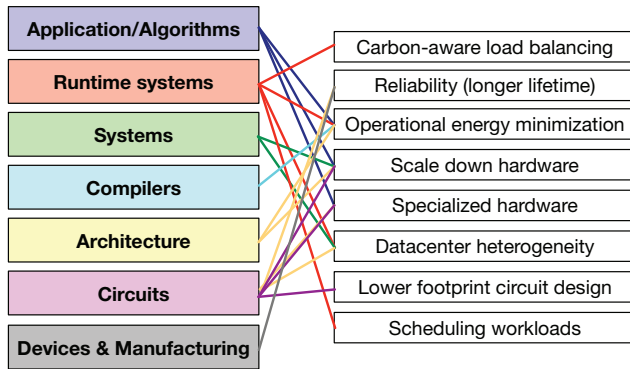 Application/Algorithms
Runtime systems
Systems
Compilers
Architecture
Circuits
Devices & Manufacturing
Carbon-aware load balancing
Reliability (longer lifetime)
Operational energy minimization
Scale down hardware
Specialized hardware
Datacenter heterogeneity
Lower footprint circuit design
Scheduling workloads